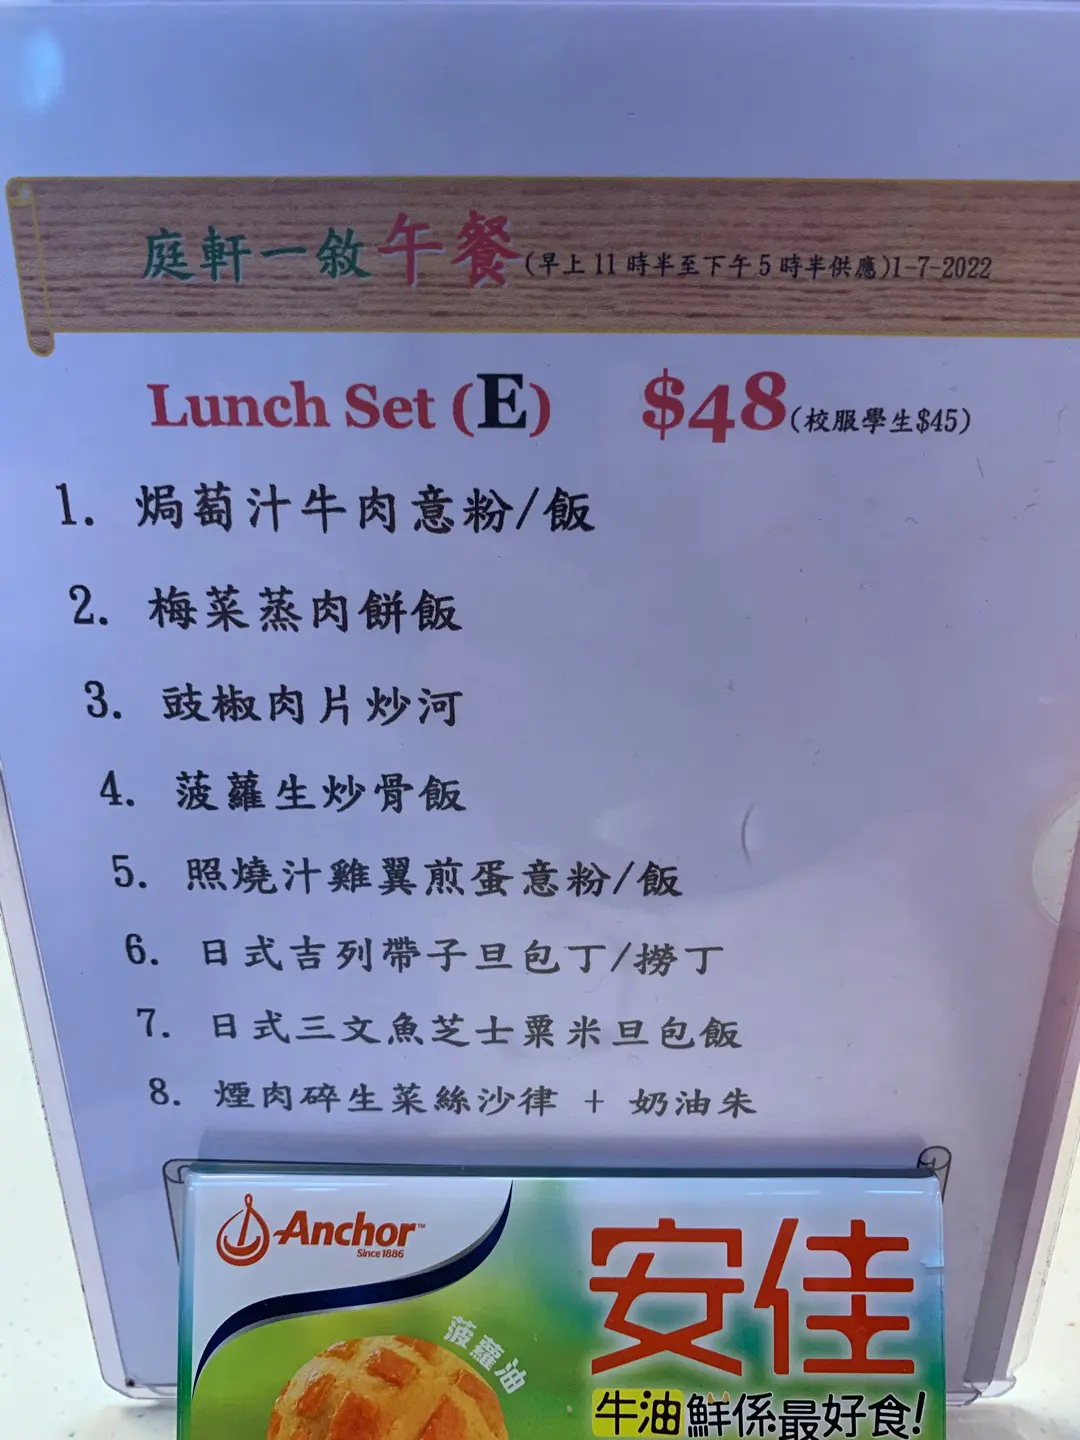 庭軒一敘午餐(早上11時半至下午5時半供應)1-7-2022
Lunch Set (E) $48(校服學生$45)
1. 焗萄汁牛肉意粉/飯
2. 梅菜蒸肉餅飯
3. 豉椒肉片炒河
4. 菠蘿生炒骨飯
5. 照燒汁雞翼煎蛋意粉/飯
6. 日式吉列帶子旦包丁/撈丁
7. 日式三文魚芝士粟米旦包飯
8. 煙肉碎生菜絲沙律 + 奶油朱
Anchor™
Since 1886
安佳
菠蘿油
牛油鮮係最好食!